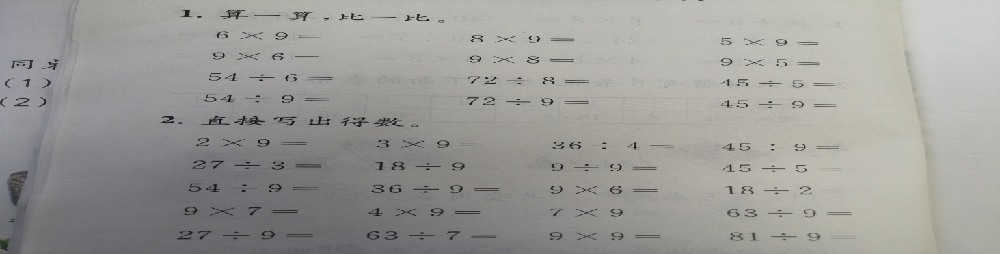 1. 算一算,比一比。
6 × 9 = 8 × 9 = 5 × 9 =
9 × 6 = 9 × 8 = 9 × 5 =
54 ÷ 6 = 72 ÷ 8 = 45 ÷ 5 =
54 ÷ 9 = 72 ÷ 9 = 45 ÷ 9 =
2. 直接写出得数。
2 × 9 = 3 × 9 = 36 ÷ 4 = 45 ÷ 9 =
27 ÷ 3 = 18 ÷ 9 = 9 ÷ 9 = 45 ÷ 5 =
54 ÷ 9 = 36 ÷ 9 = 9 × 6 = 18 ÷ 2 =
9 × 7 = 4 × 9 = 7 × 9 = 63 ÷ 9 =
27 ÷ 9 = 63 ÷ 7 = 9 × 9 = 81 ÷ 9 =
同
(1)
(2)